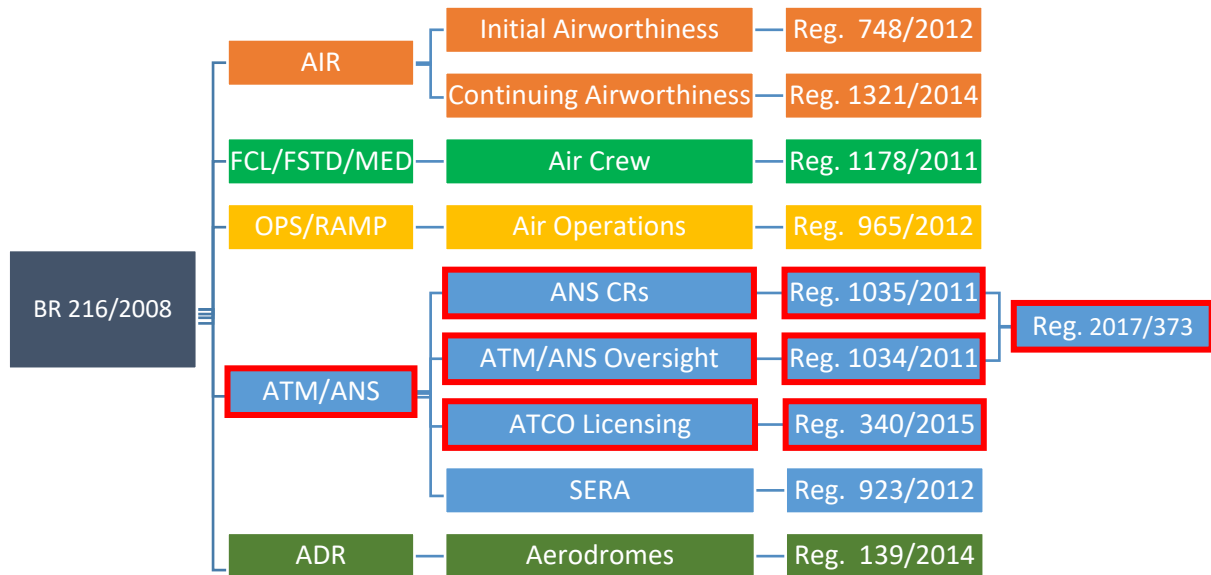 BR 216/2008
AIR
Initial Airworthiness
Reg. 748/2012
Continuing Airworthiness
Reg. 1321/2014
FCL/FSTD/MED
Air Crew
Reg. 1178/2011
OPS/RAMP
Air Operations
Reg. 965/2012
ATM/ANS
ANS CRs
Reg. 1035/2011
ATM/ANS Oversight
Reg. 1034/2011
Reg. 2017/373
ATCO Licensing
Reg. 340/2015
SERA
Reg. 923/2012
ADR
Aerodromes
Reg. 139/2014